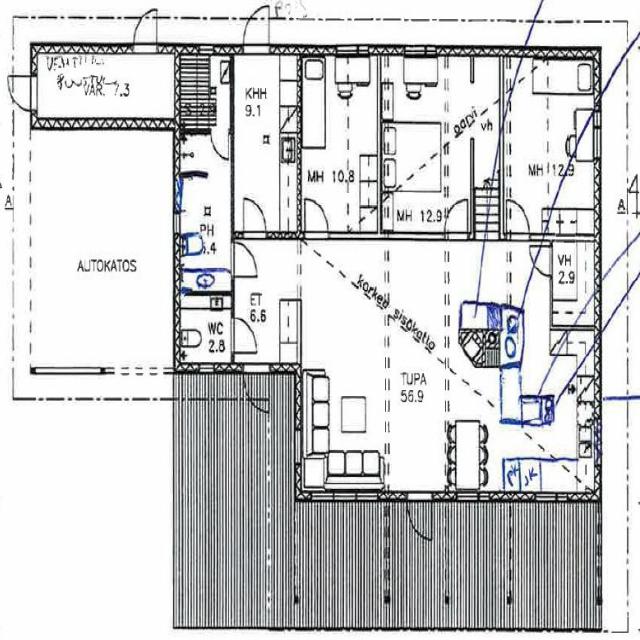 VAR. 7.3
KHH
9.1
MH 10.8
MH 12.9
parvi
vh
MH 12.9
A
A
PH
5.4
AUTOKATOS
ET
6.6
VH
2.9
korkea sisäkatto
WC
2.8
TUPA
56.9
PK
JK